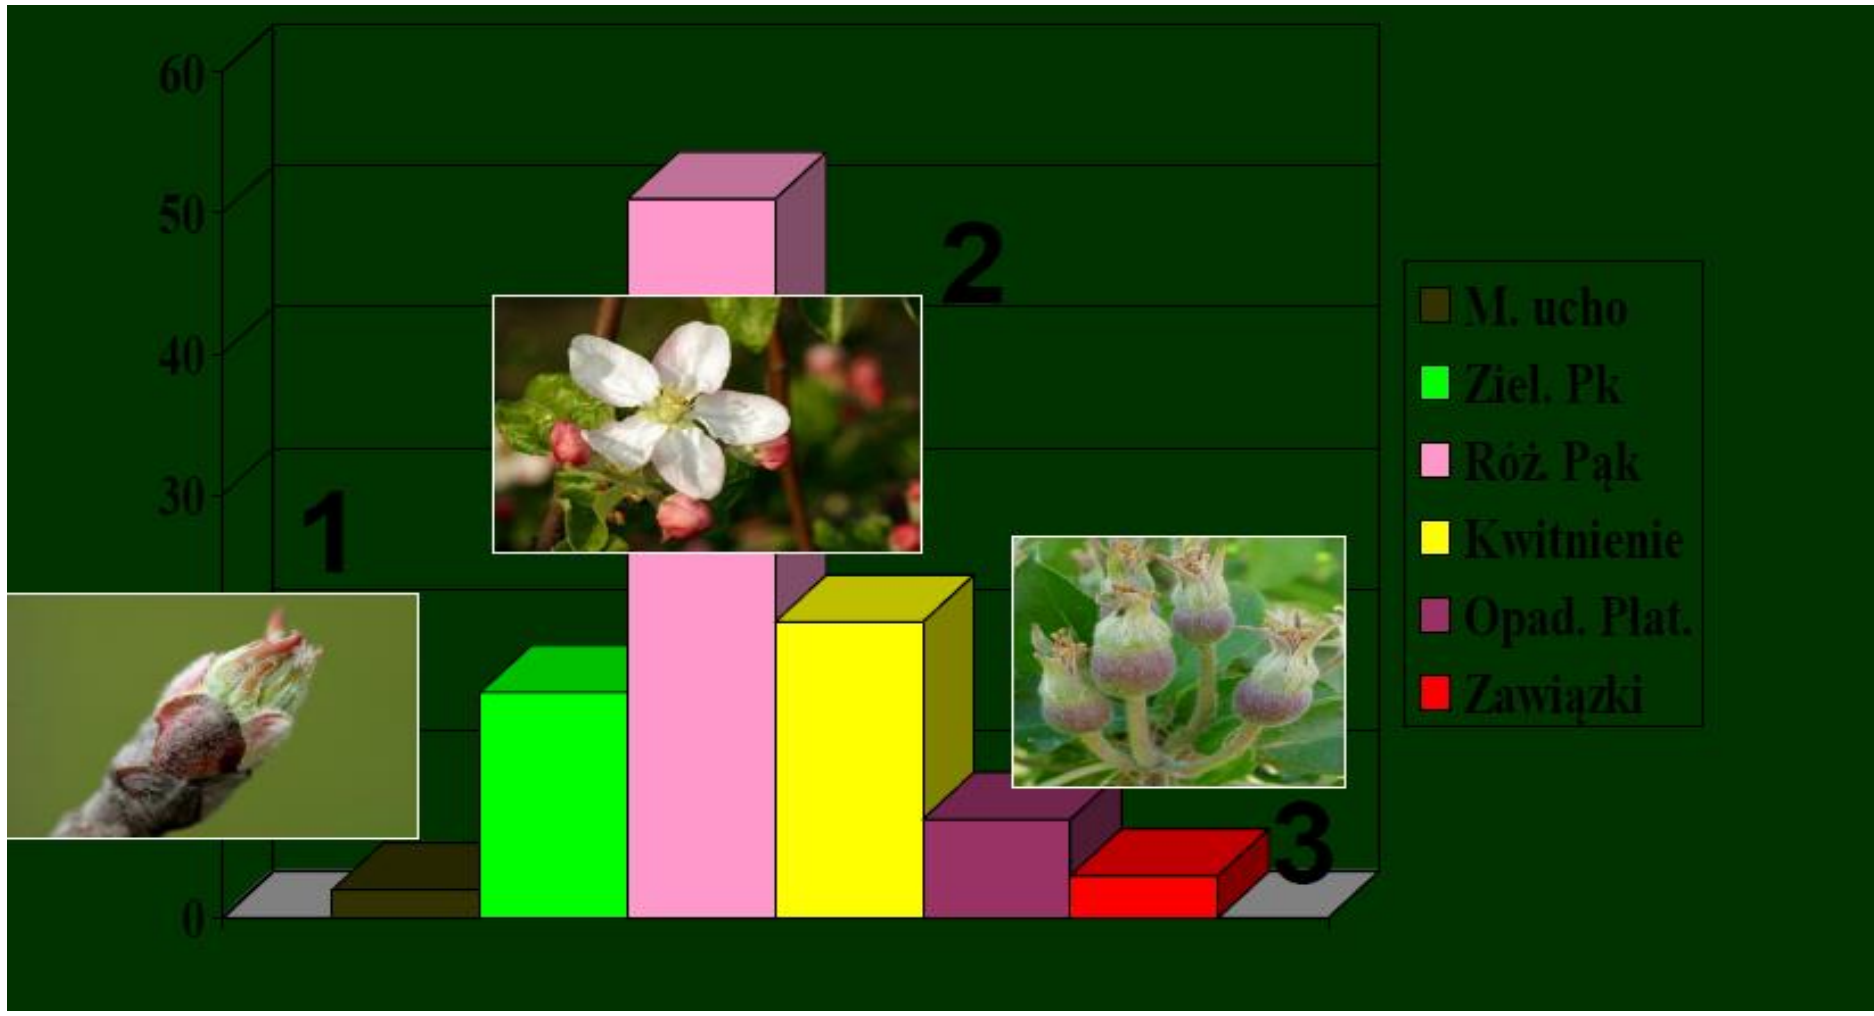 60
50
40
30
0
1
2
3
M. ucho
Ziel. Pk
Róż. Pąk
Kwitnienie
Opad. Płat.
Zawiązki